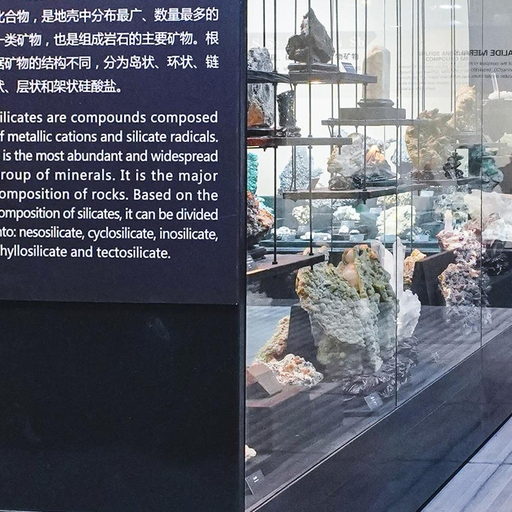 化合物，是地壳中分布最广、数量最多的
一类矿物，也是组成岩石的主要矿物。根
据矿物的结构不同，分为岛状、环状、链
状、层状和架状硅酸盐。
ilicates are compounds composed
f metallic cations and silicate radicals.
is the most abundant and widespread
roup of minerals. It is the major
omposition of rocks. Based on the
omposition of silicates, it can be divided
nto: nesosilicate, cyclosilicate, inosilicate,
hyllosilicate and tectosilicate.